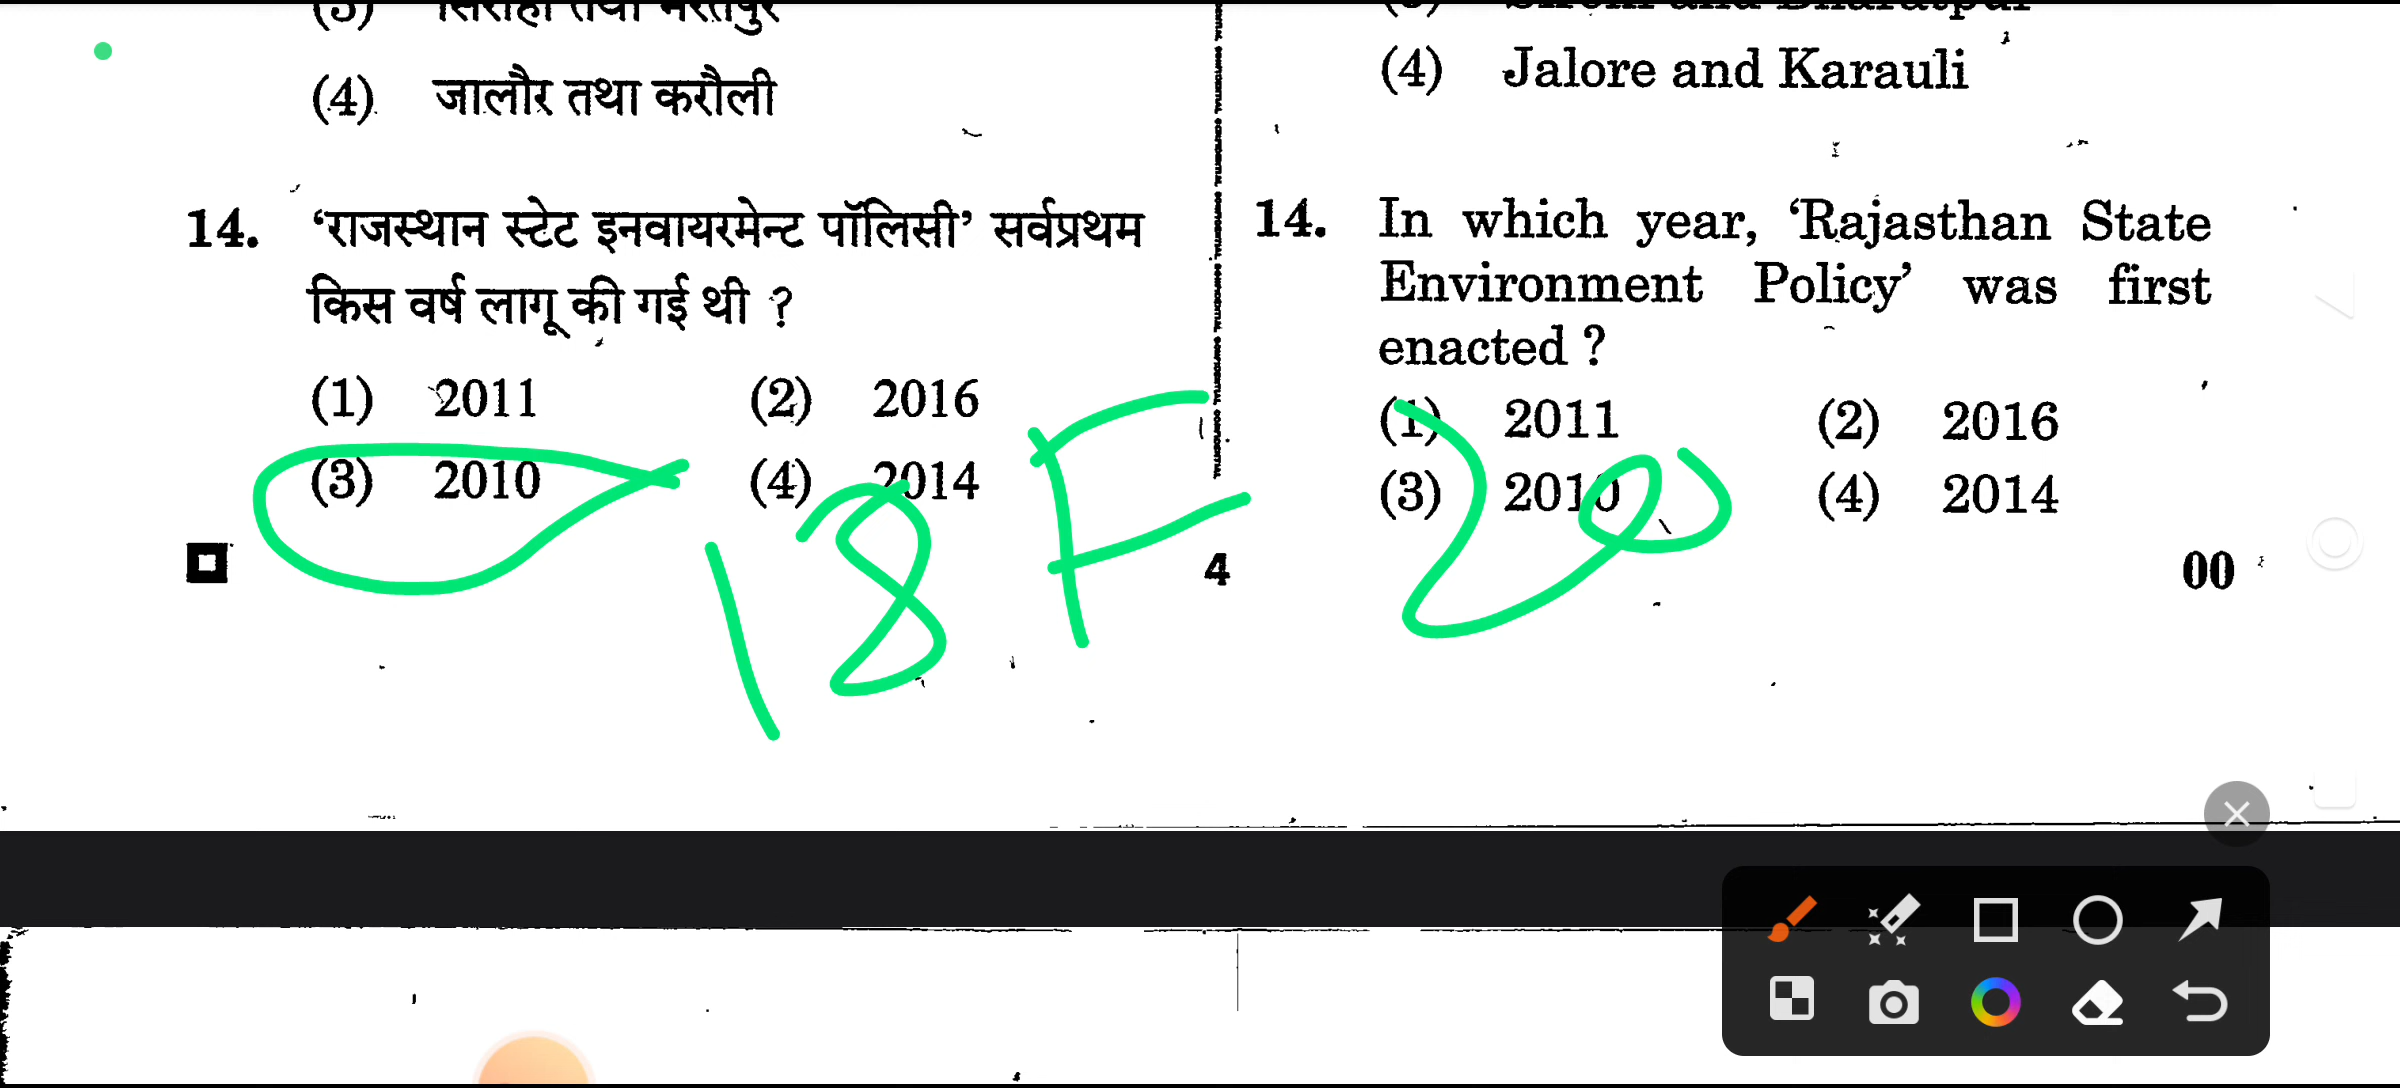 (4) जालौर तथा करौली
14. ‘राजस्थान स्टेट इनवायरमेन्ट पॉलिसी’ सर्वप्रथम
किस वर्ष लागू की गई थी ?
(1) 2011 (2) 2016
(3) 2010 (4) 2014
18 F
4
(4) Jalore and Karauli
14. In which year, ‘Rajasthan State
Environment Policy’ was first
enacted ?
(1) 2011 (2) 2016
(3) 2010 (4) 2014
00